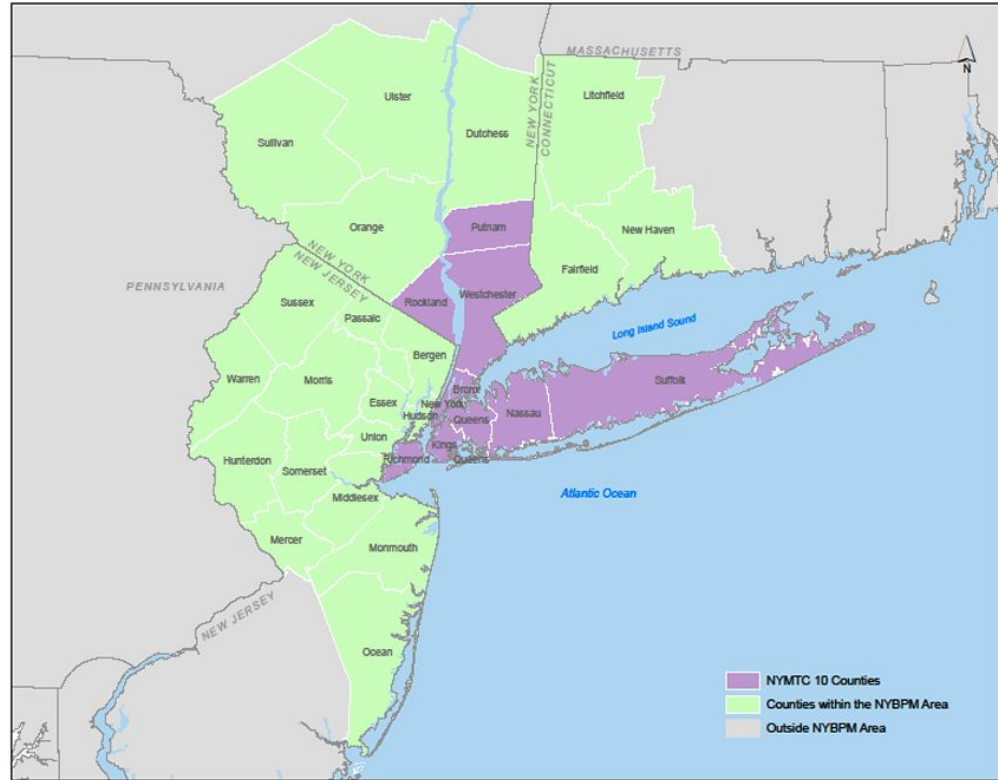 MASSACHUSETTS
N
NEW YORK
CONNECTICUT
Litchfield
Ulster
Dutchess
Sullivan
Orange
Putnam
New Haven
NEW YORK
NEW JERSEY
Fairfield
PENNSYLVANIA
Westchester
Rockland
Sussex
Passaic
Long Island Sound
Bergen
Warren
Morris
Suffolk
Bronx
Essex
New York
Hudson
Nassau
Queens
Union
Kings
Richmond
Queens
Hunterdon
Somerset
Middlesex
Atlantic Ocean
Mercer
Monmouth
NEW JERSEY
Ocean
NYMTC 10 Counties
Counties within the NYBPM Area
Outside NYBPM Area